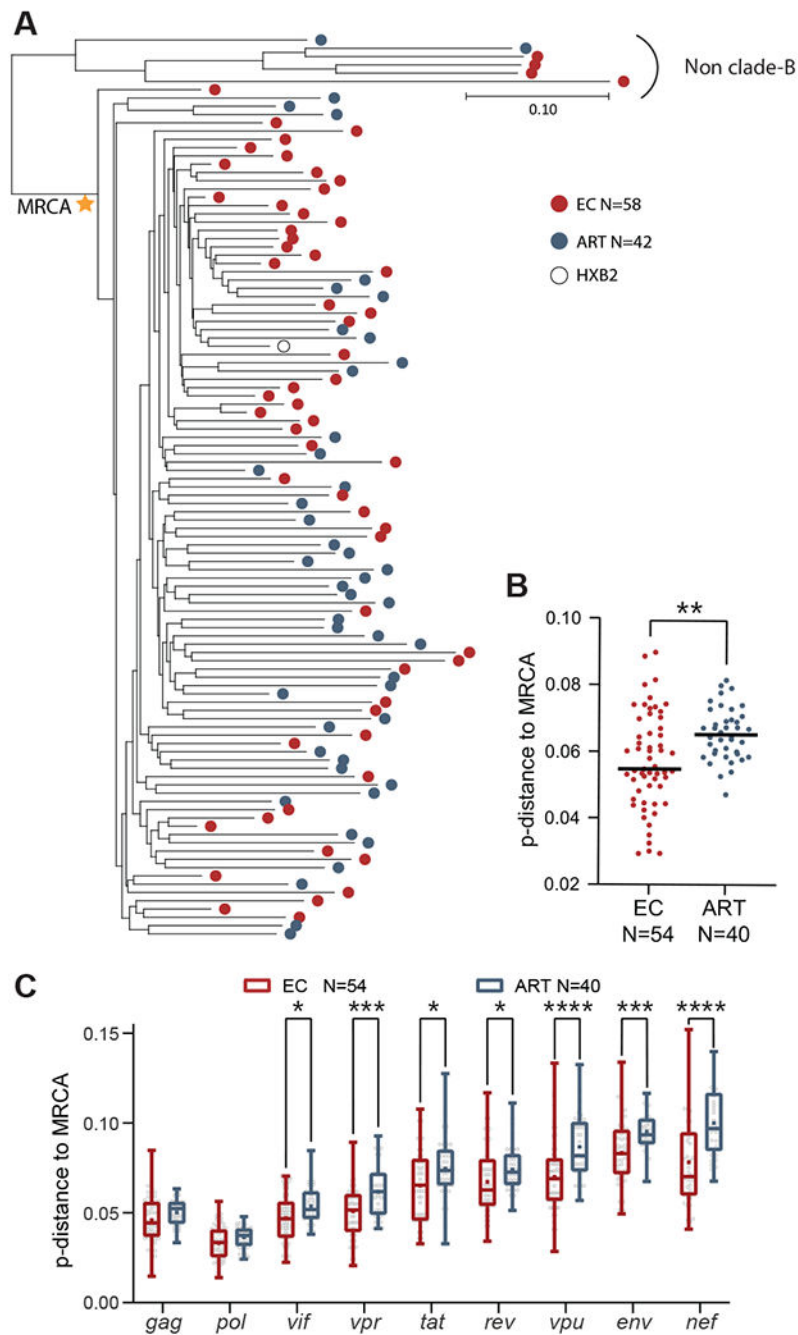 A
Non clade-B
0.10
MRCA
EC N=58
ART N=42
HXB2
B
**
0.10
0.08
0.06
0.04
0.02
p-distance to MRCA
EC ART
N=54 N=40
C
EC N=54 ART N=40
* *** * * **** *** ****
0.15
0.10
0.05
0.00
p-distance to MRCA
gag pol vif vpr tat rev vpu env nef